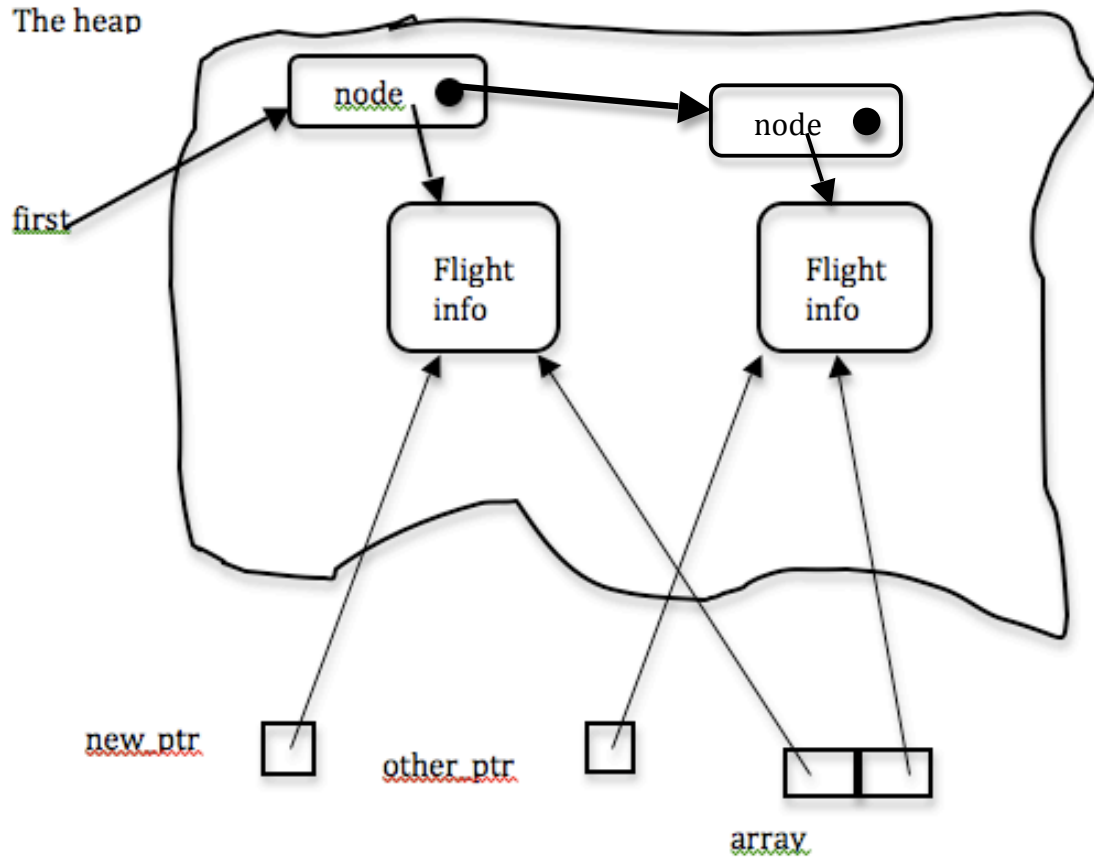 The heap
node
node
first
Flight
info
Flight
info
new_ptr
other_ptr
array